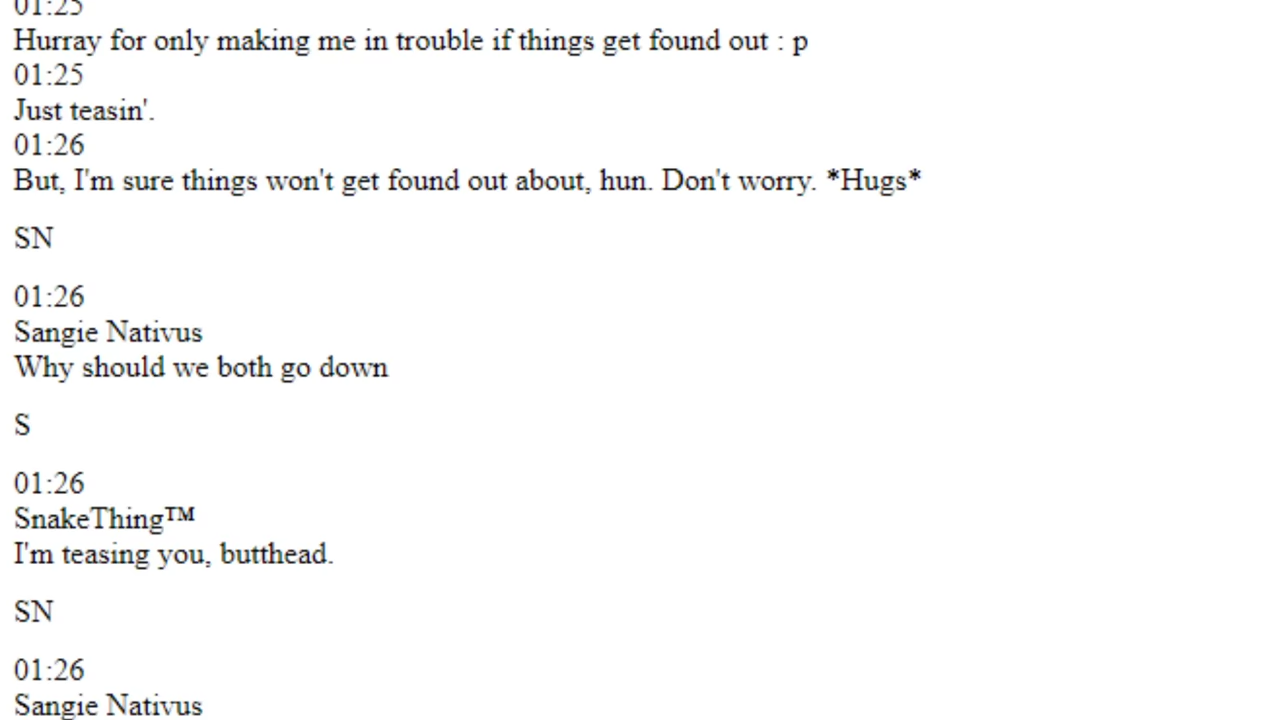 01:25
Hurray for only making me in trouble if things get found out : p
01:25
Just teasin'.
01:26
But, I'm sure things won't get found out about, hun. Don't worry. *Hugs*
SN
01:26
Sangie Nativus
Why should we both go down
S
01:26
SnakeThing™
I'm teasing you, butthead.
SN
01:26
Sangie Nativus